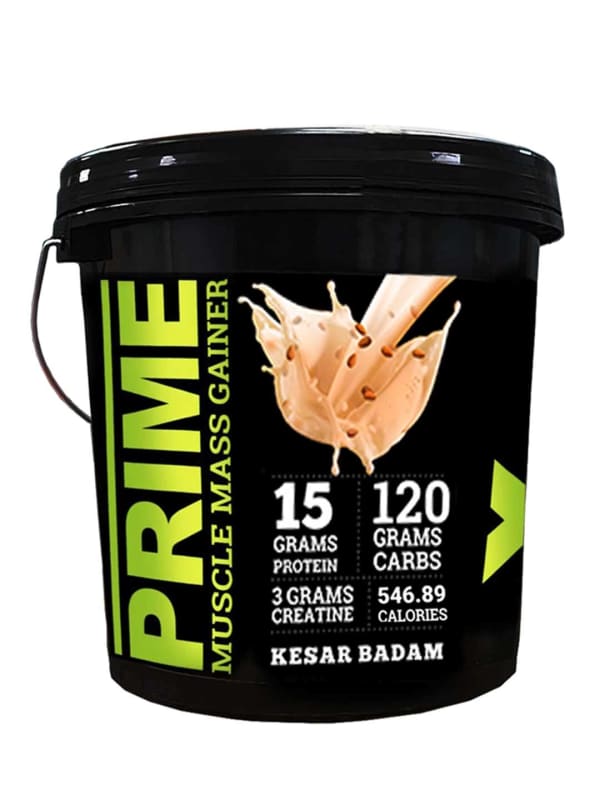 PRIME
MUSCLE MASS GAINER
15
GRAMS
PROTEIN
120
GRAMS
CARBS
3 GRAMS
CREATINE
546.89
CALORIES
KESAR BADAM